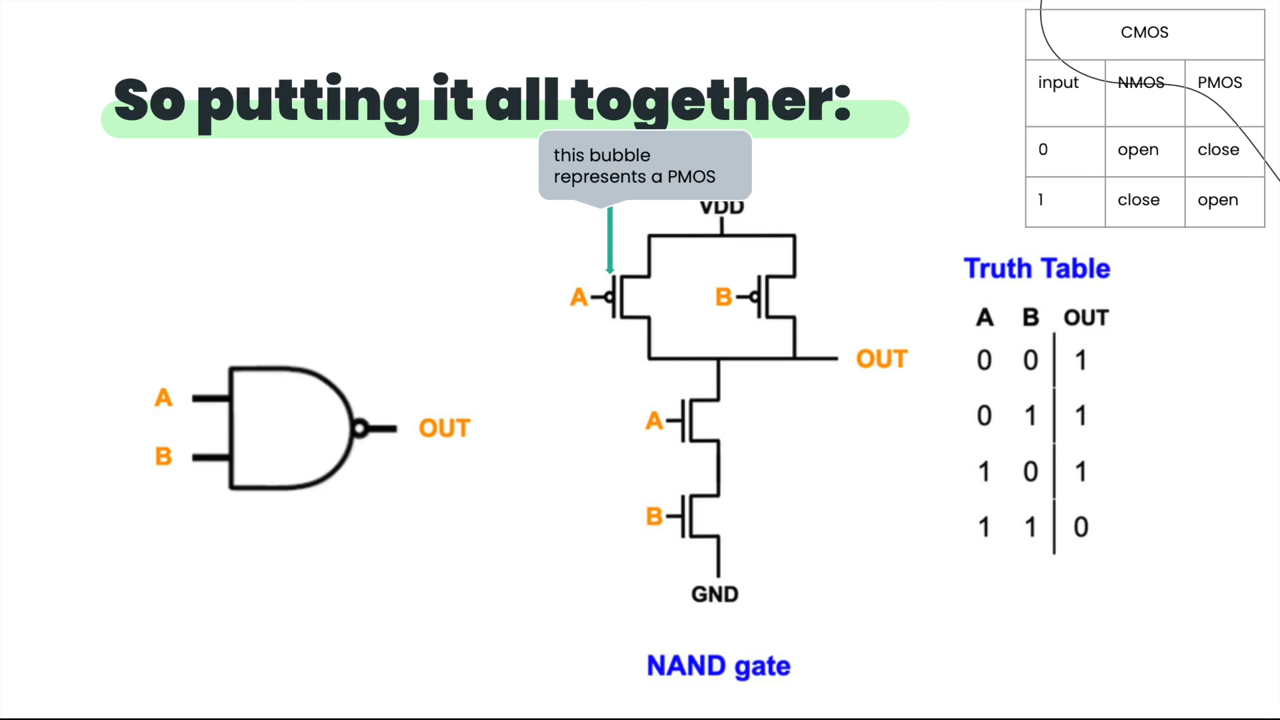 So putting it all together:
this bubble
represents a PMOS
CMOS
input NMOS PMOS
0 open close
1 close open
A
B
OUT
VDD
A
B
OUT
A
B
GND
NAND gate
Truth Table
A B OUT
0 0 1
0 1 1
1 0 1
1 1 0